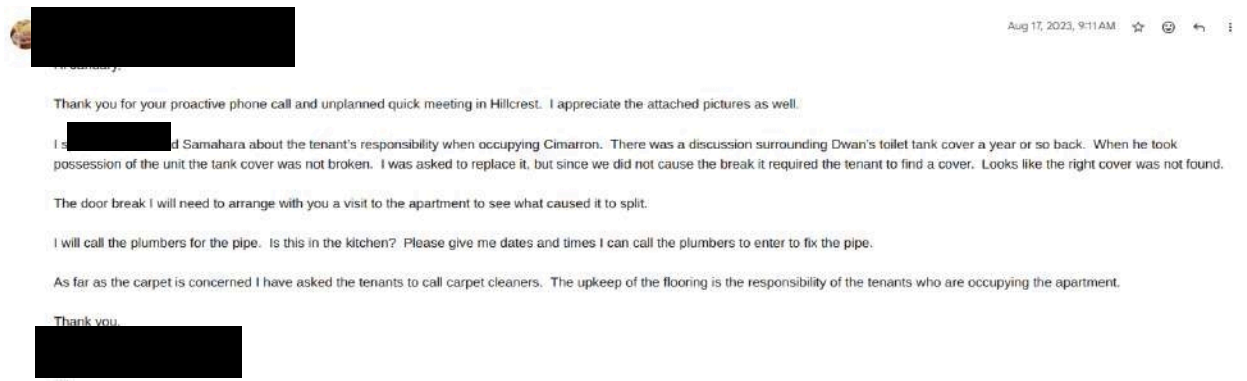 Aug 17, 2023, 9:11AM
Thank you for your proactive phone call and unplanned quick meeting in Hillcrest. I appreciate the attached pictures as well.
I s d Samahara about the tenant's responsibility when occupying Cimarron. There was a discussion surrounding Dwan's toilet tank cover a year or so back. When he took
possession of the unit the tank cover was not broken. I was asked to replace it, but since we did not cause the break it required the tenant to find a cover. Looks like the right cover was not found.
The door break I will need to arrange with you a visit to the apartment to see what caused it to split.
I will call the plumbers for the pipe. Is this in the kitchen? Please give me dates and times I can call the plumbers to enter to fix the pipe.
As far as the carpet is concerned I have asked the tenants to call carpet cleaners. The upkeep of the flooring is the responsibility of the tenants who are occupying the apartment.
Thank you,